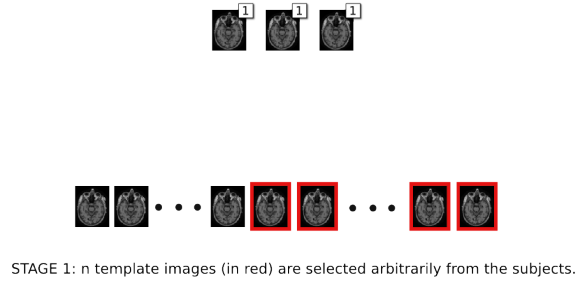 1 1 1
STAGE 1: n template images (in red) are selected arbitrarily from the subjects.